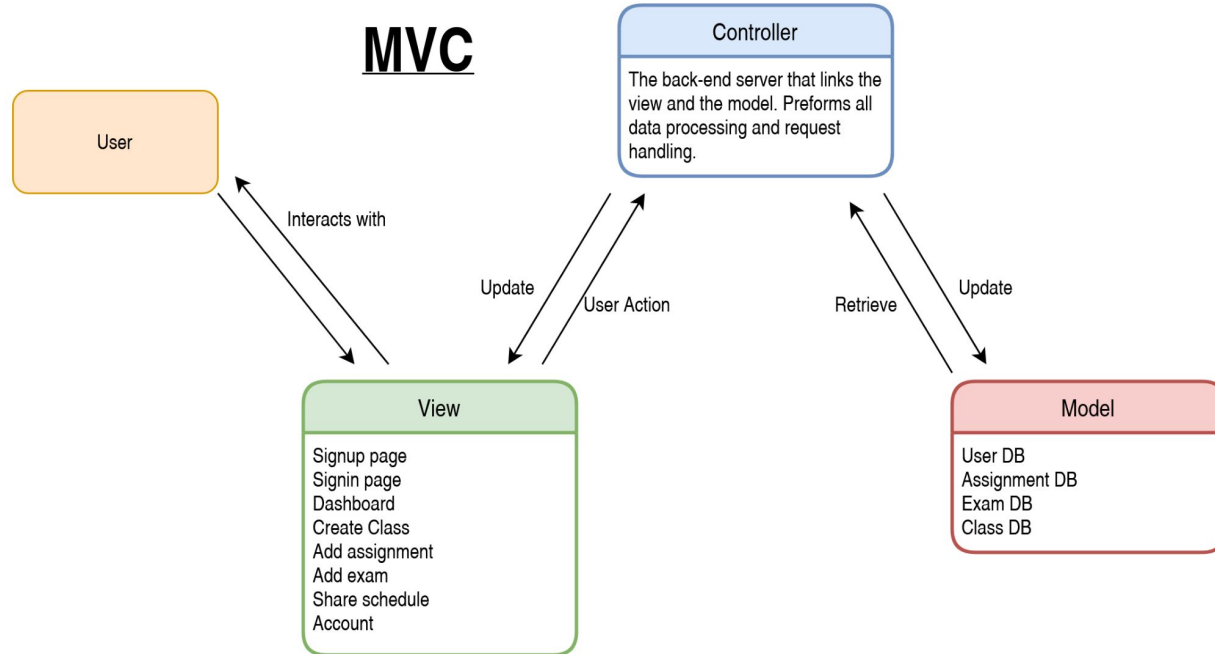 MVC
User
Controller
The back-end server that links the
view and the model. Preforms all
data processing and request
handling.
Interacts with
Update
User Action
Retrieve
Update
View
Signup page
Signin page
Dashboard
Create Class
Add assignment
Add exam
Share schedule
Account
Model
User DB
Assignment DB
Exam DB
Class DB